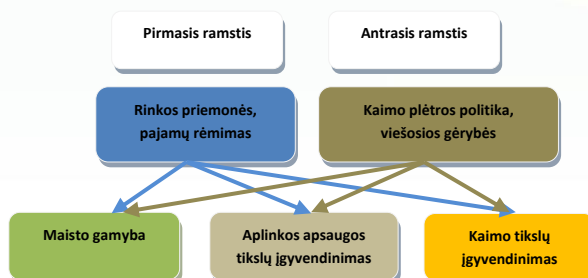 Pirmasis ramstis
Antrasis ramstis
Rinkos priemonės,
pajamų rėmimas
Kaimo plėtros politika,
viešosios gėrybės
Maisto gamyba
Aplinkos apsaugos
tikslų įgyvendinimas
Kaimo tikslų
įgyvendinimas